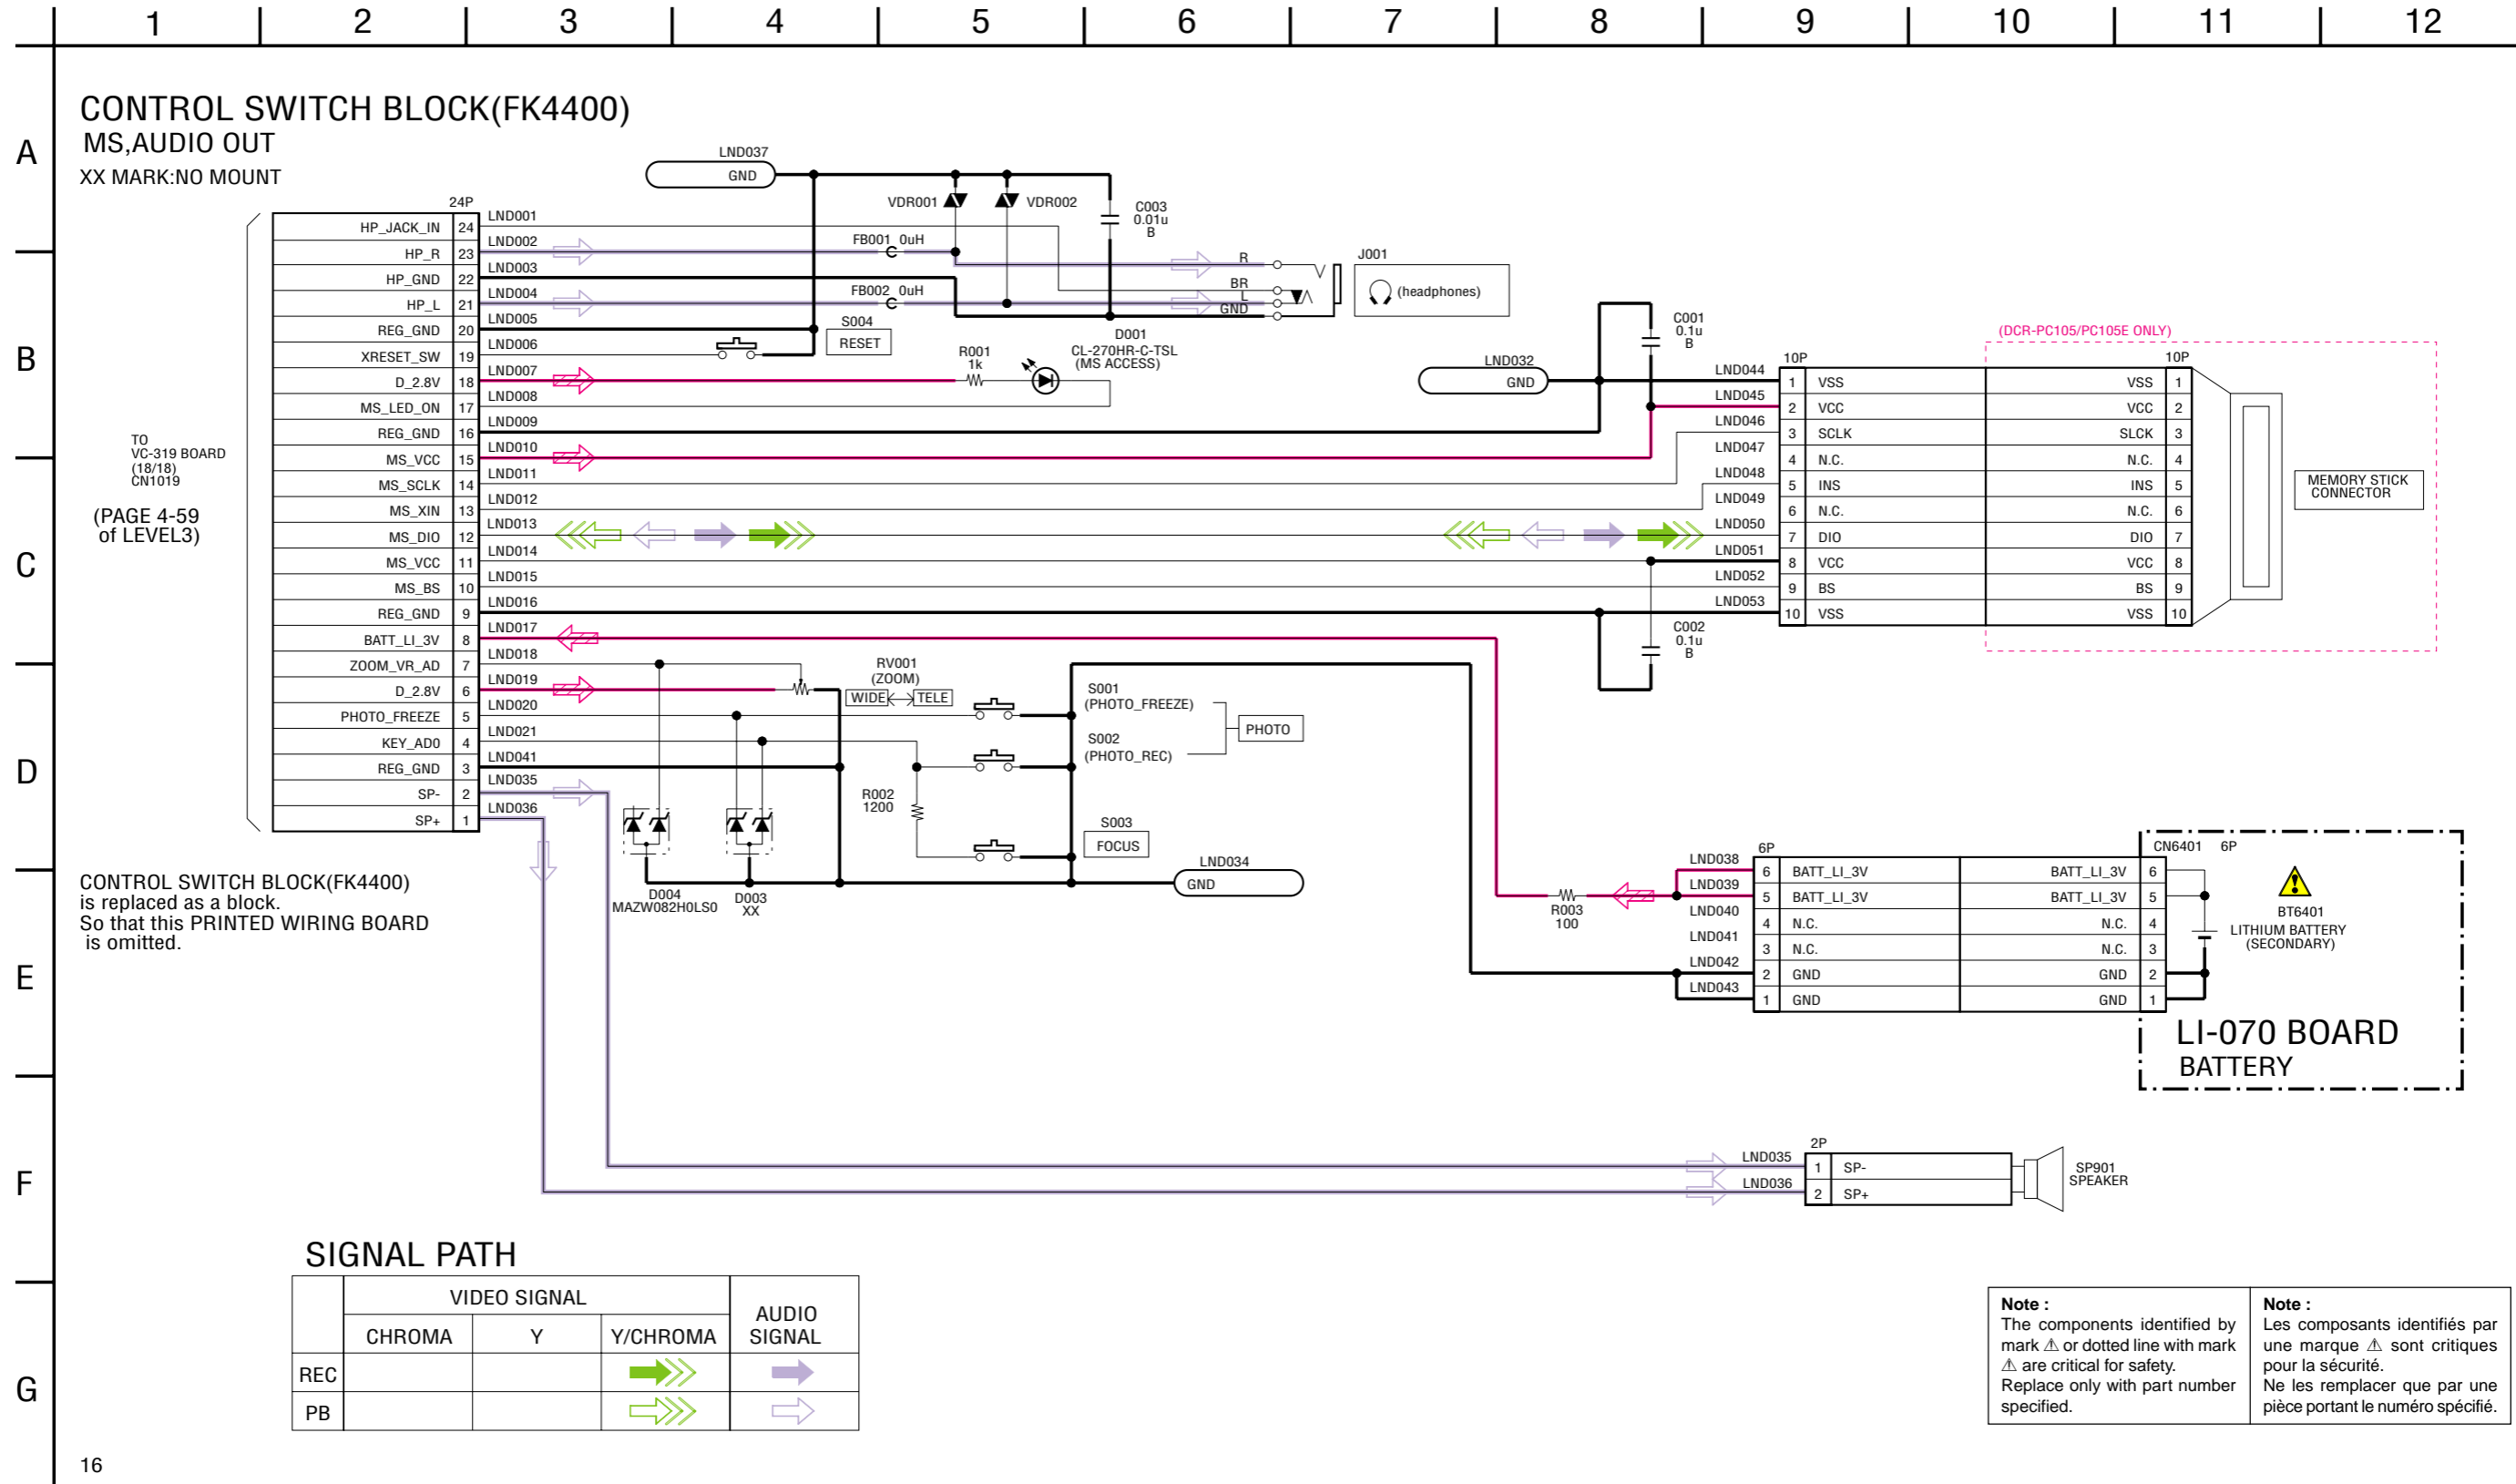 1 2 3 4 5 6 7 8 9 10 11 12
A
B
C
D
E
F
G
CONTROL SWITCH BLOCK(FK4400)
MS,AUDIO OUT
XX MARK:NO MOUNT
TO
VC-319 BOARD
(18/18)
CN1019
(PAGE 4-59
of LEVEL3)
24P
HP_JACK_IN 24 LND001
HP_R 23 LND002
HP_GND 22 LND003
HP_L 21 LND004
REG_GND 20 LND005
XRESET_SW 19 LND006
D_2.8V 18 LND007
MS_LED_ON 17 LND008
REG_GND 16 LND009
MS_VCC 15 LND010
MS_SCLK 14 LND011
MS_XIN 13 LND012
MS_DIO 12 LND013
MS_VCC 11 LND014
MS_BS 10 LND015
REG_GND 9 LND016
BATT_LI_3V 8 LND017
ZOOM_VR_AD 7 LND018
D_2.8V 6 LND019
PHOTO_FREEZE 5 LND020
KEY_AD0 4 LND021
REG_GND 3 LND041
SP- 2 LND035
SP+ 1 LND036
LND037
GND
VDR001
VDR002
C003
0.01u
B
FB001 0uH
FB002 0uH
R
BR
L
GND
J001
(headphones)
S004
RESET
R001
1k
D001
CL-270HR-C-TSL
(MS ACCESS)
LND032
GND
C001
0.1u
B
(DCR-PC105/PC105E ONLY)
10P 10P
LND044 1 VSS VSS 1
LND045 2 VCC VCC 2
LND046 3 SCLK SLCK 3
LND047 4 N.C. N.C. 4
LND048 5 INS INS 5
LND049 6 N.C. N.C. 6
LND050 7 DIO DIO 7
LND051 8 VCC VCC 8
LND052 9 BS BS 9
LND053 10 VSS VSS 10
MEMORY STICK
CONNECTOR
C002
0.1u
B
RV001
(ZOOM)
WIDE TELE
S001
(PHOTO_FREEZE)
S002
(PHOTO_REC)
PHOTO
R002
1200
S003
FOCUS
LND034
GND
D004
MAZW082H0LS0
D003
XX
R003
100
6P
CN6401 6P
LND038 6 BATT_LI_3V BATT_LI_3V 6
LND039 5 BATT_LI_3V BATT_LI_3V 5
LND040 4 N.C. N.C. 4
LND041 3 N.C. N.C. 3
LND042 2 GND GND 2
LND043 1 GND GND 1
BT6401
LITHIUM BATTERY
(SECONDARY)
LI-070 BOARD
BATTERY
CONTROL SWITCH BLOCK(FK4400)
is replaced as a block.
So that this PRINTED WIRING BOARD
is omitted.
2P
LND035 1 SP-
LND036 2 SP+
SP901
SPEAKER
SIGNAL PATH
VIDEO SIGNAL
AUDIO
SIGNAL
CHROMA Y Y/CHROMA
REC
PB
Note :
The components identified by
mark ⚠ or dotted line with mark
⚠ are critical for safety.
Replace only with part number
specified.
Note :
Les composants identifiés par
une marque ⚠ sont critiques
pour la sécurité.
Ne les remplacer que par une
pièce portant le numéro spécifié.
16